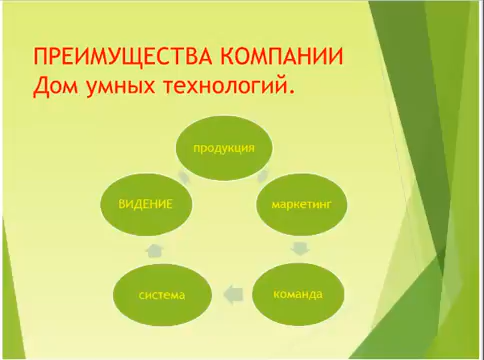 ПРЕИМУЩЕСТВА КОМПАНИИ
Дом умных технологий.
продукция
ВИДЕНИЕ
маркетинг
система
команда